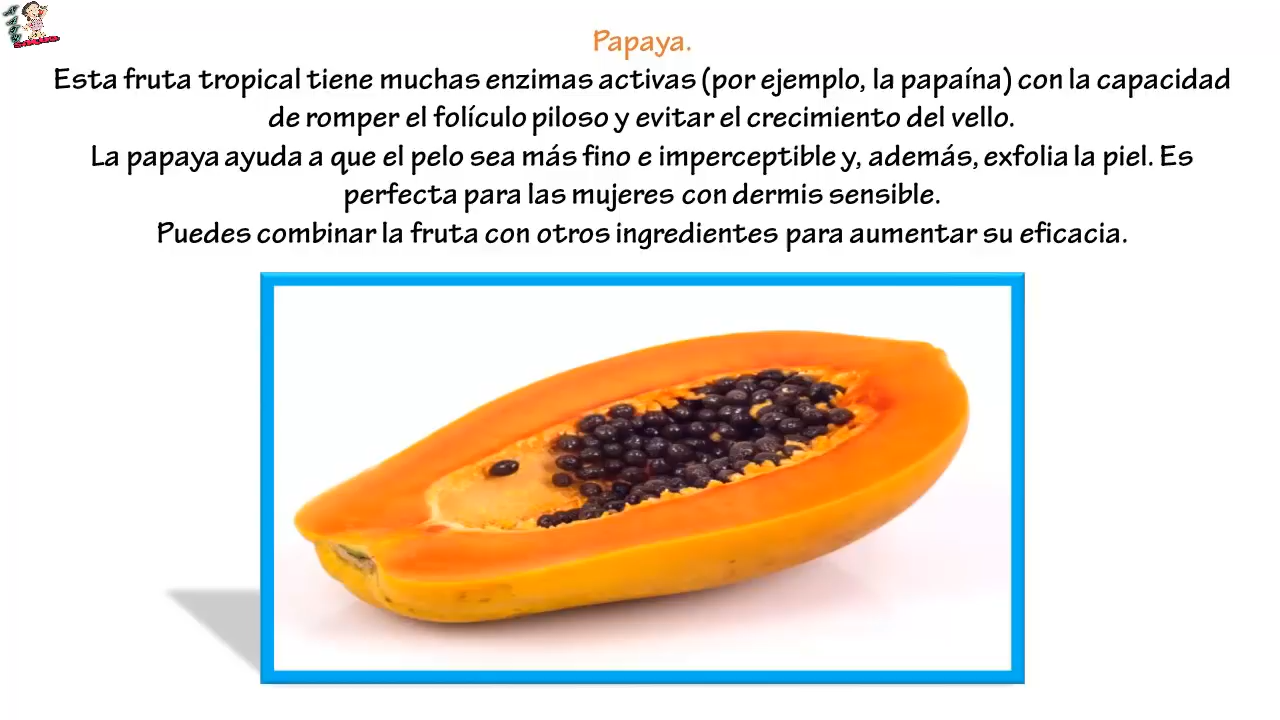 Papaya.
Esta fruta tropical tiene muchas enzimas activas (por ejemplo, la papaína) con la capacidad
de romper el folículo piloso y evitar el crecimiento del vello.
La papaya ayuda a que el pelo sea más fino e imperceptible y, además, exfolia la piel. Es
perfecta para las mujeres con dermis sensible.
Puedes combinar la fruta con otros ingredientes para aumentar su eficacia.